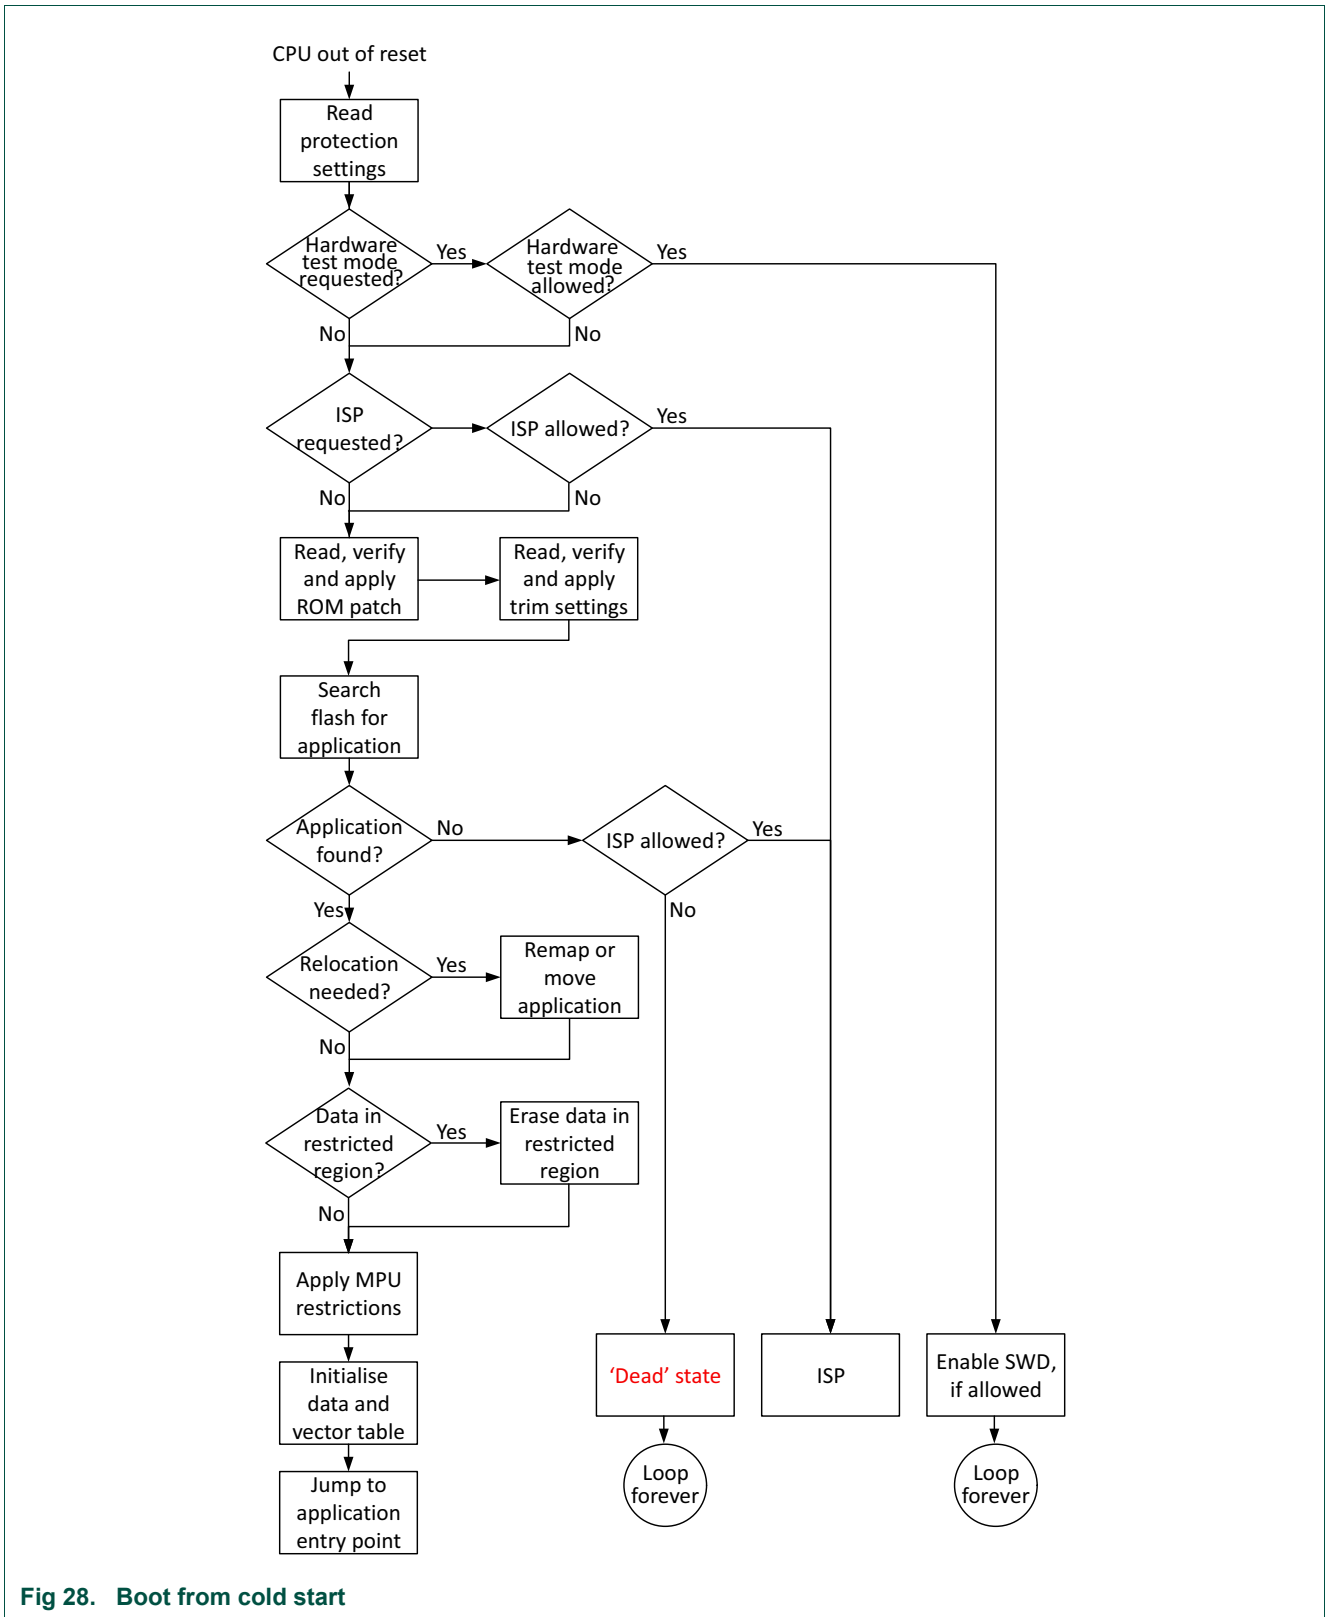 CPU out of reset
Read
protection
settings
Hardware
test mode
requested?
Yes
Hardware
test mode
allowed?
Yes
No
No
ISP
requested?
ISP allowed?
Yes
No
No
Read, verify
and apply
ROM patch
Read, verify
and apply
trim settings
Search
flash for
application
Application
found?
No
ISP allowed?
Yes
Yes
No
Relocation
needed?
Yes
Remap or
move
application
No
Data in
restricted
region?
Yes
Erase data in
restricted
region
No
Apply MPU
restrictions
Initialise
data and
vector table
Jump to
application
entry point
‘Dead’ state
ISP
Enable SWD,
if allowed
Loop
forever
Loop
forever
Fig 28. Boot from cold start